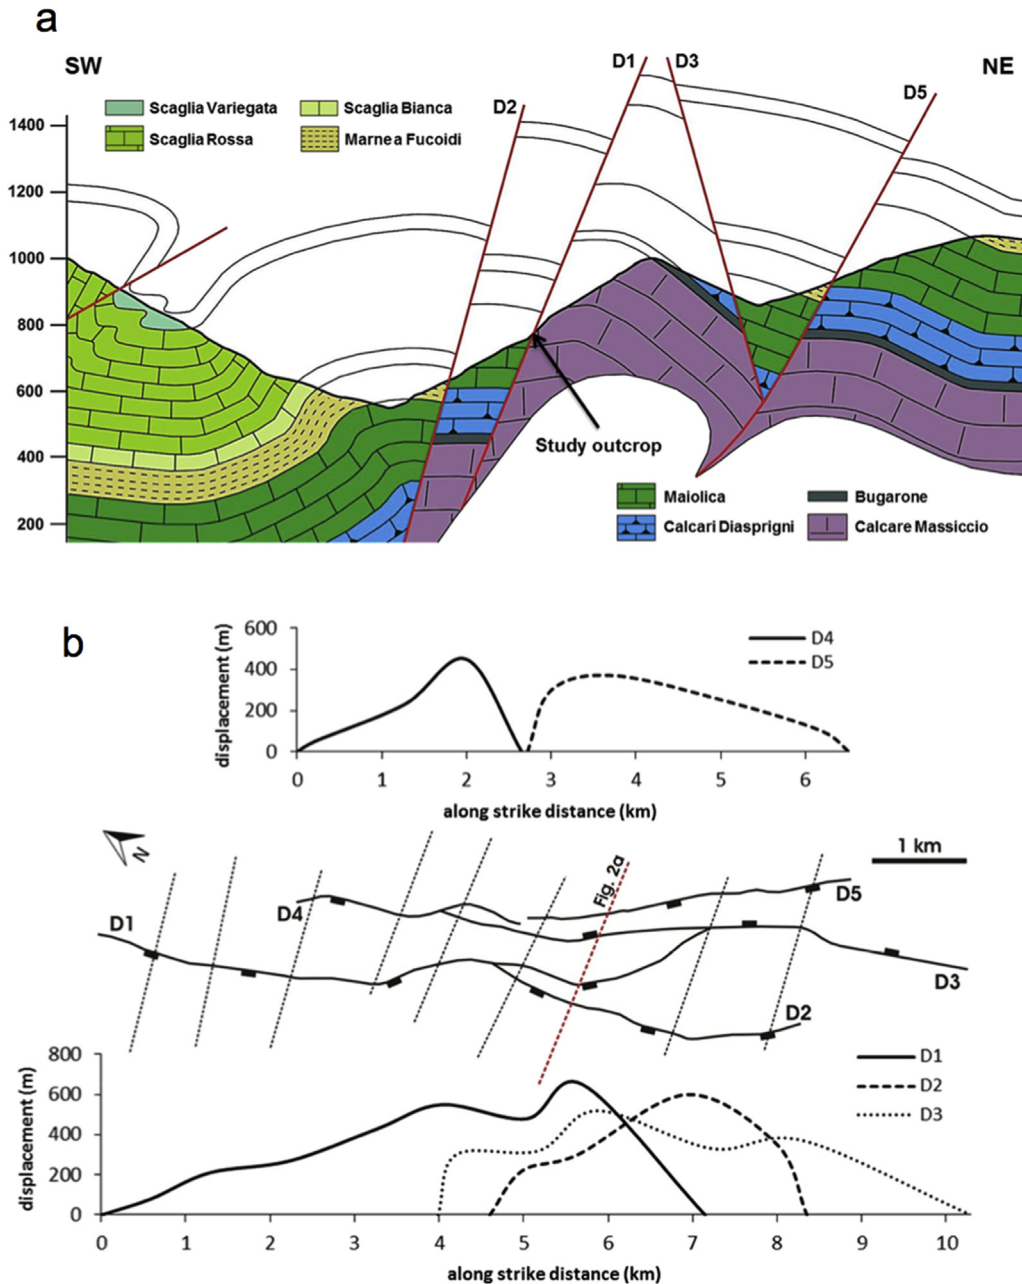 a
SW
NE
D1 D3
D2
D5
Scaglia Variegata
Scaglia Bianca
Scaglia Rossa
Marne a Fucoidi
1400
1200
1000
800
600
400
200
Study outcrop
Maiolica
Bugarone
Calcari Diasprigni
Calcare Massiccio
b
displacement (m)
600
400
200
0
D4
D5
0 1 2 3 4 5 6
along strike distance (km)
N
1 km
Fig. 2a
D1
D4
D5
D3
D2
displacement (m)
800
600
400
200
0
D1
D2
D3
0 1 2 3 4 5 6 7 8 9 10
along strike distance (km)